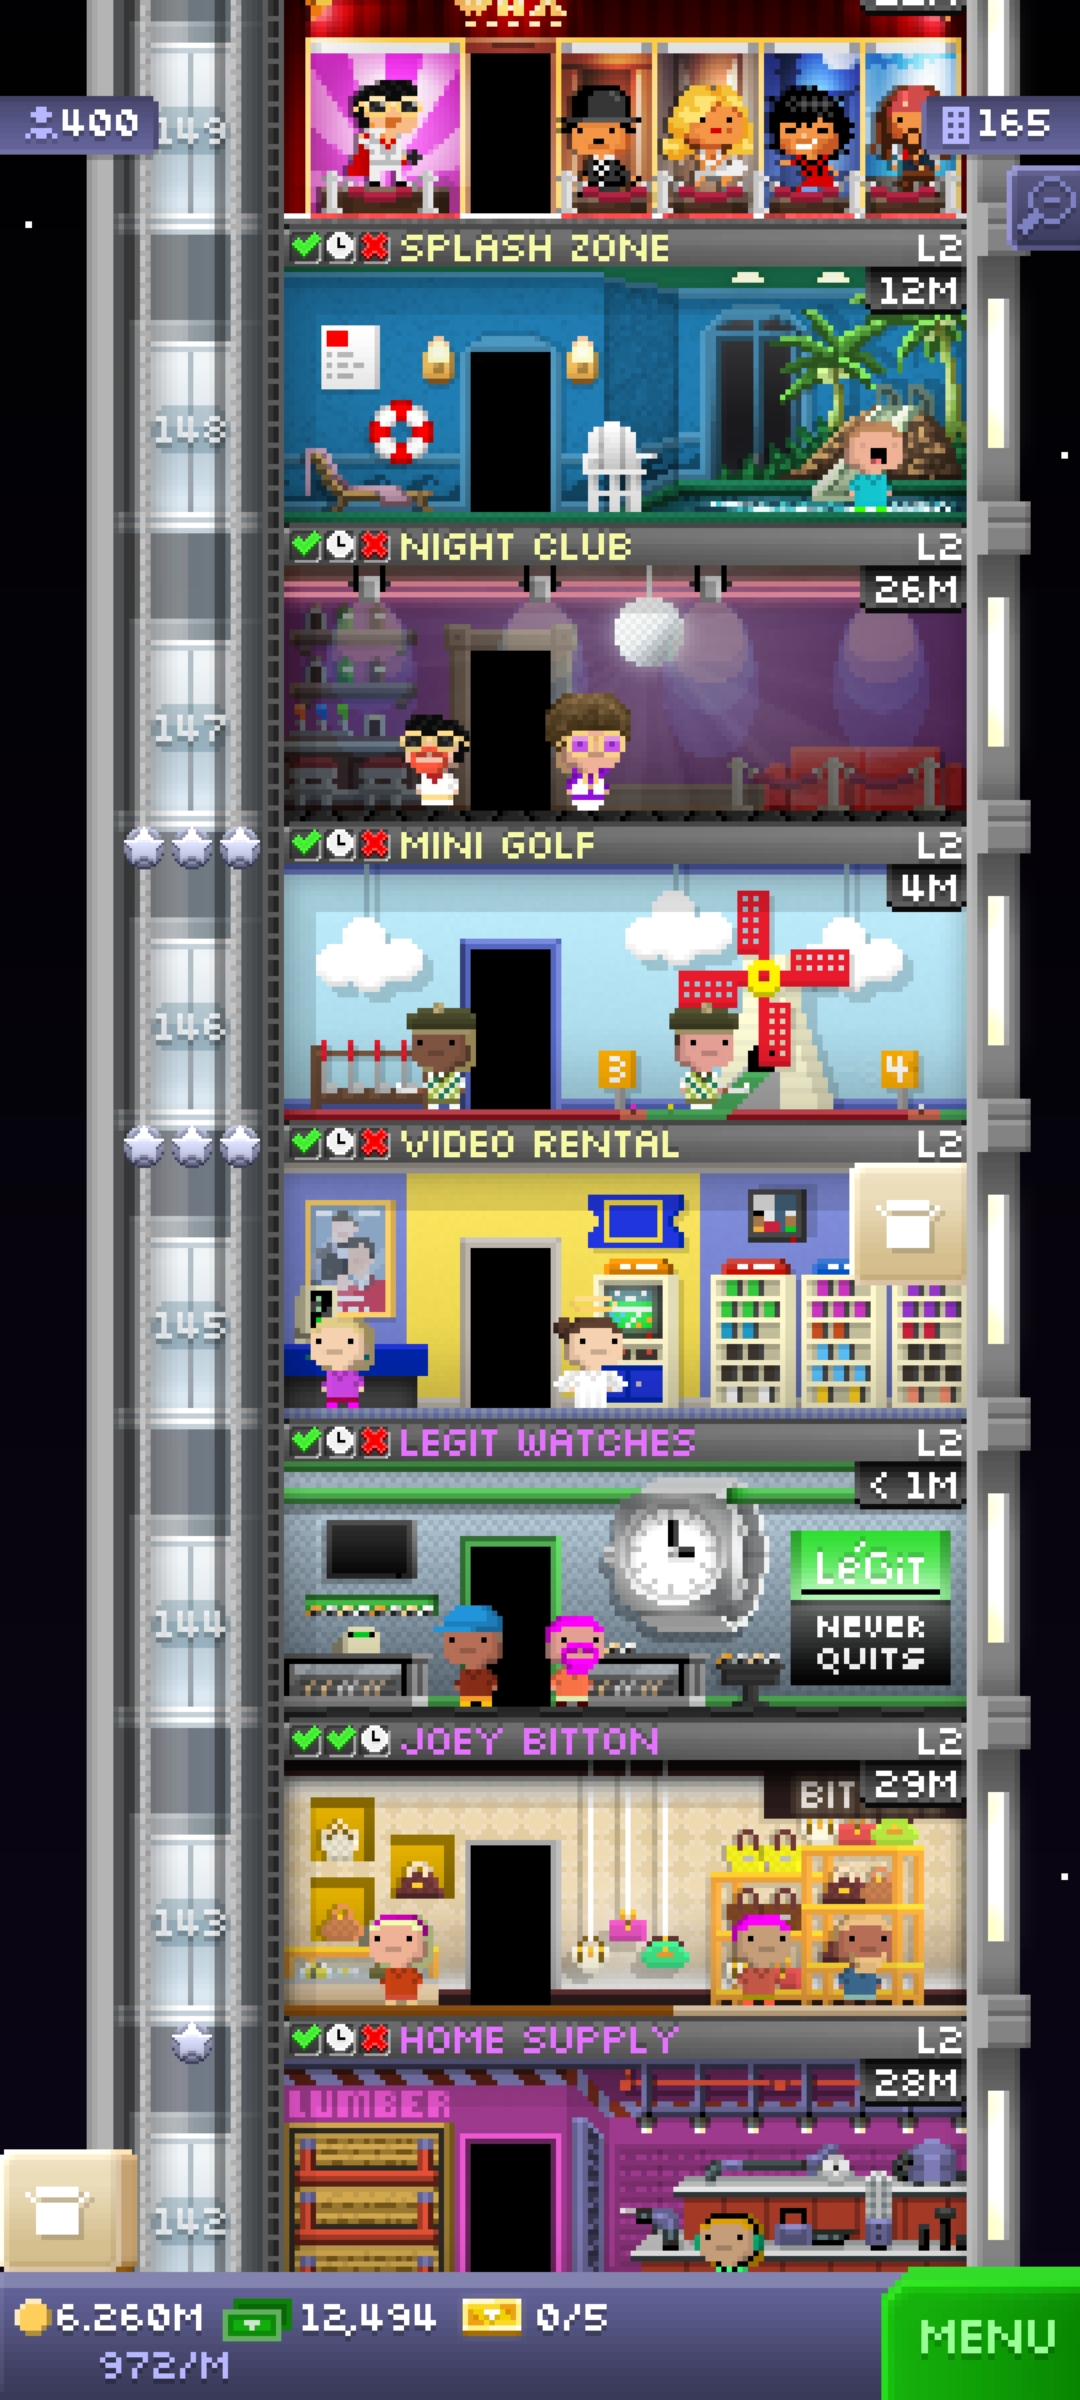 WAX
400
149
165
SPLASH ZONE
L2
12M
148
NIGHT CLUB
L2
26M
147
MINI GOLF
L2
4M
146
3
4
VIDEO RENTAL
L2
145
LEGIT WATCHES
L2
< 1M
LéGiT
NEVER
QUITS
144
JOEY BITTON
L2
BIT
29M
143
HOME SUPPLY
L2
28M
LUMBER
142
6.260M
12,494
0/5
972/M
MENU